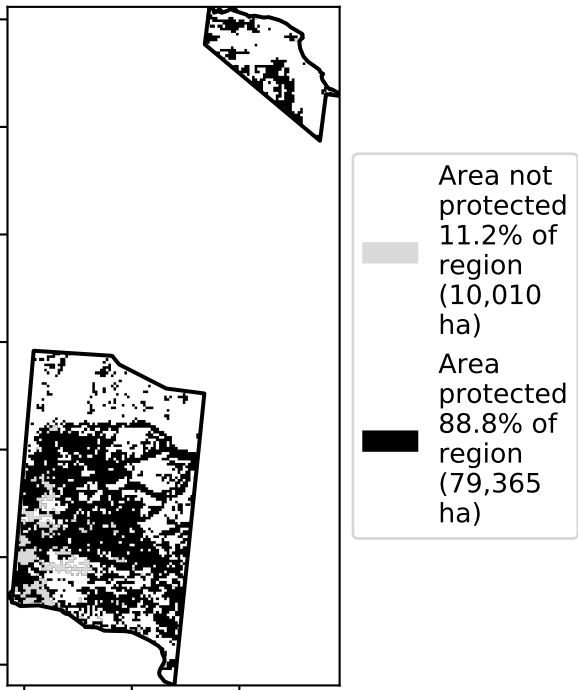 Area not
protected
11.2% of
region
(10,010
ha)
Area
protected
88.8% of
region
(79,365
ha)